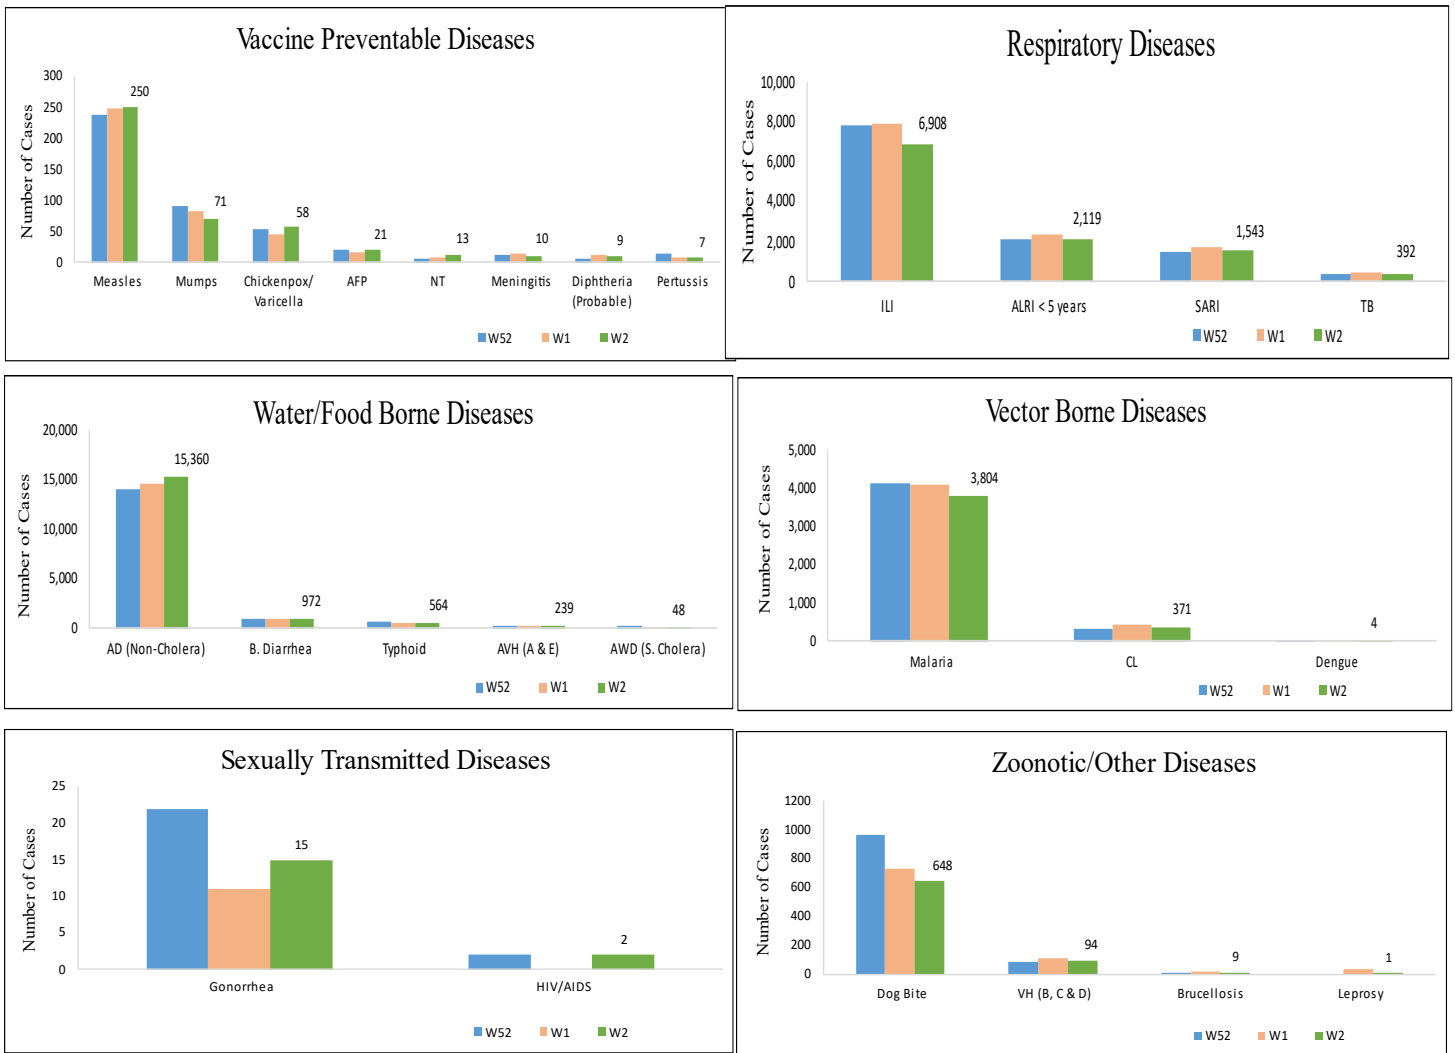 Vaccine Preventable Diseases
Number of Cases
300
250
200
150
100
50
0
250
71
58
21
13
10
9
7
Measles
Mumps
Chickenpox/
Varicella
AFP
NT
Meningitis
Diphtheria
(Probable)
Pertussis
W52 W1 W2
Respiratory Diseases
Number of Cases
10,000
8,000
6,000
4,000
2,000
0
6,908
2,119
1,543
392
ILI
ALRI < 5 years
SARI
TB
W52 W1 W2
Water/Food Borne Diseases
Number of Cases
20,000
15,000
10,000
5,000
0
15,360
972
564
239
48
AD (Non-Cholera)
B. Diarrhea
Typhoid
AVH (A & E)
AWD (S. Cholera)
W52 W1 W2
Vector Borne Diseases
Number of Cases
5,000
4,000
3,000
2,000
1,000
0
3,804
371
4
Malaria
CL
Dengue
W52 W1 W2
Sexually Transmitted Diseases
Number of Cases
25
20
15
10
5
0
15
2
Gonorrhea
HIV/AIDS
W52 W1 W2
Zoonotic/Other Diseases
Number of Cases
1200
1000
800
600
400
200
0
648
94
9
1
Dog Bite
VH (B, C & D)
Brucellosis
Leprosy
W52 W1 W2